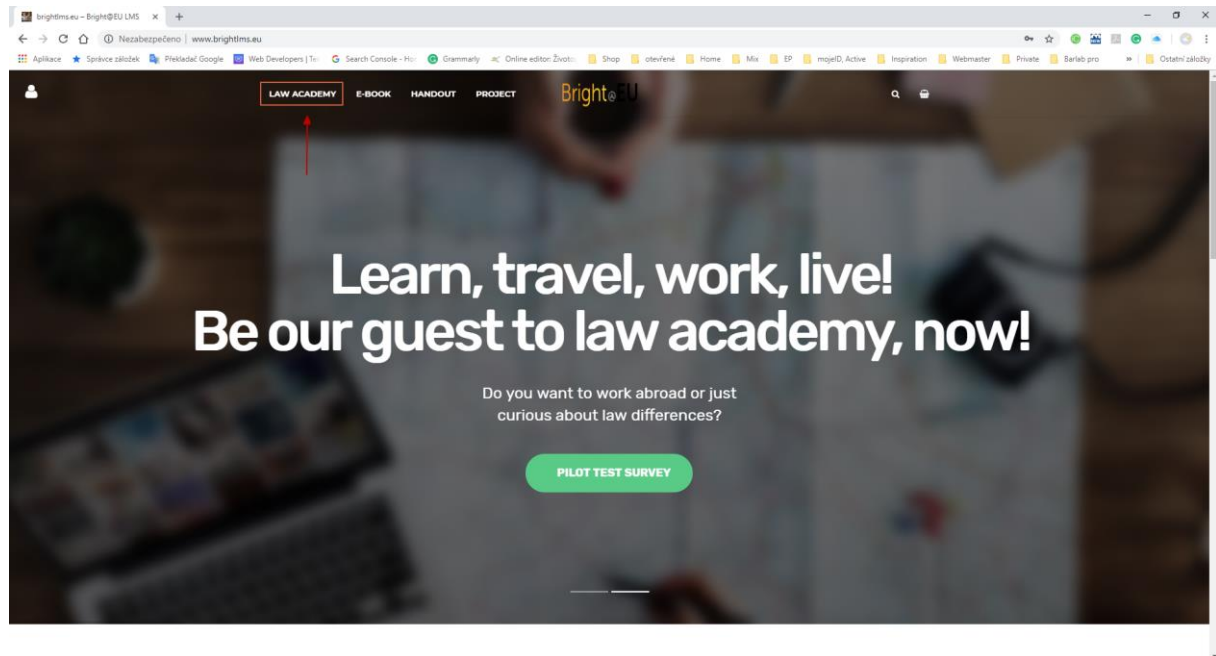 brightlms.eu – Bright@EU LMS
Nezabezpečeno | www.brightlms.eu
Aplikace Správce záložek Překladač Google Web Developers | Te Search Console - Ho Grammarly Online editor: Životo Shop otevřené Home Mix EP mojeID, Active Inspiration Webmaster Private Barlab pro Ostatní záložky
LAW ACADEMY E-BOOK HANDOUT PROJECT Bright@EU
Learn, travel, work, live!
Be our guest to law academy, now!
Do you want to work abroad or just
curious about law differences?
PILOT TEST SURVEY